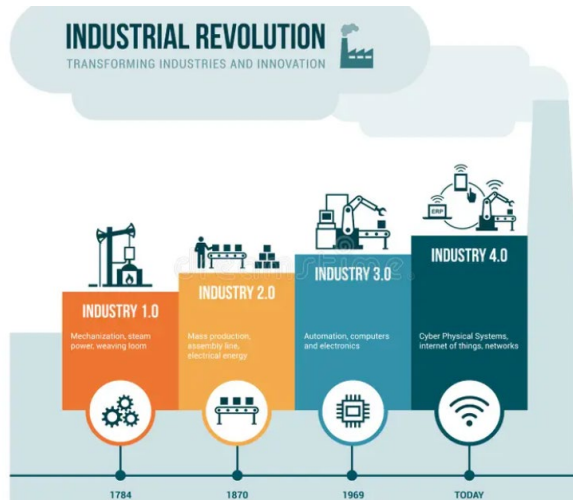 INDUSTRIAL REVOLUTION
TRANSFORMING INDUSTRIES AND INNOVATION
ERP
INDUSTRY 1.0
Mechanization, steam
power, weaving loom
INDUSTRY 2.0
Mass production,
assembly line,
electrical energy
INDUSTRY 3.0
Automation, computers
and electronics
INDUSTRY 4.0
Cyber Physical Systems,
internet of things, networks
dreamstime
1784
1870
1969
TODAY